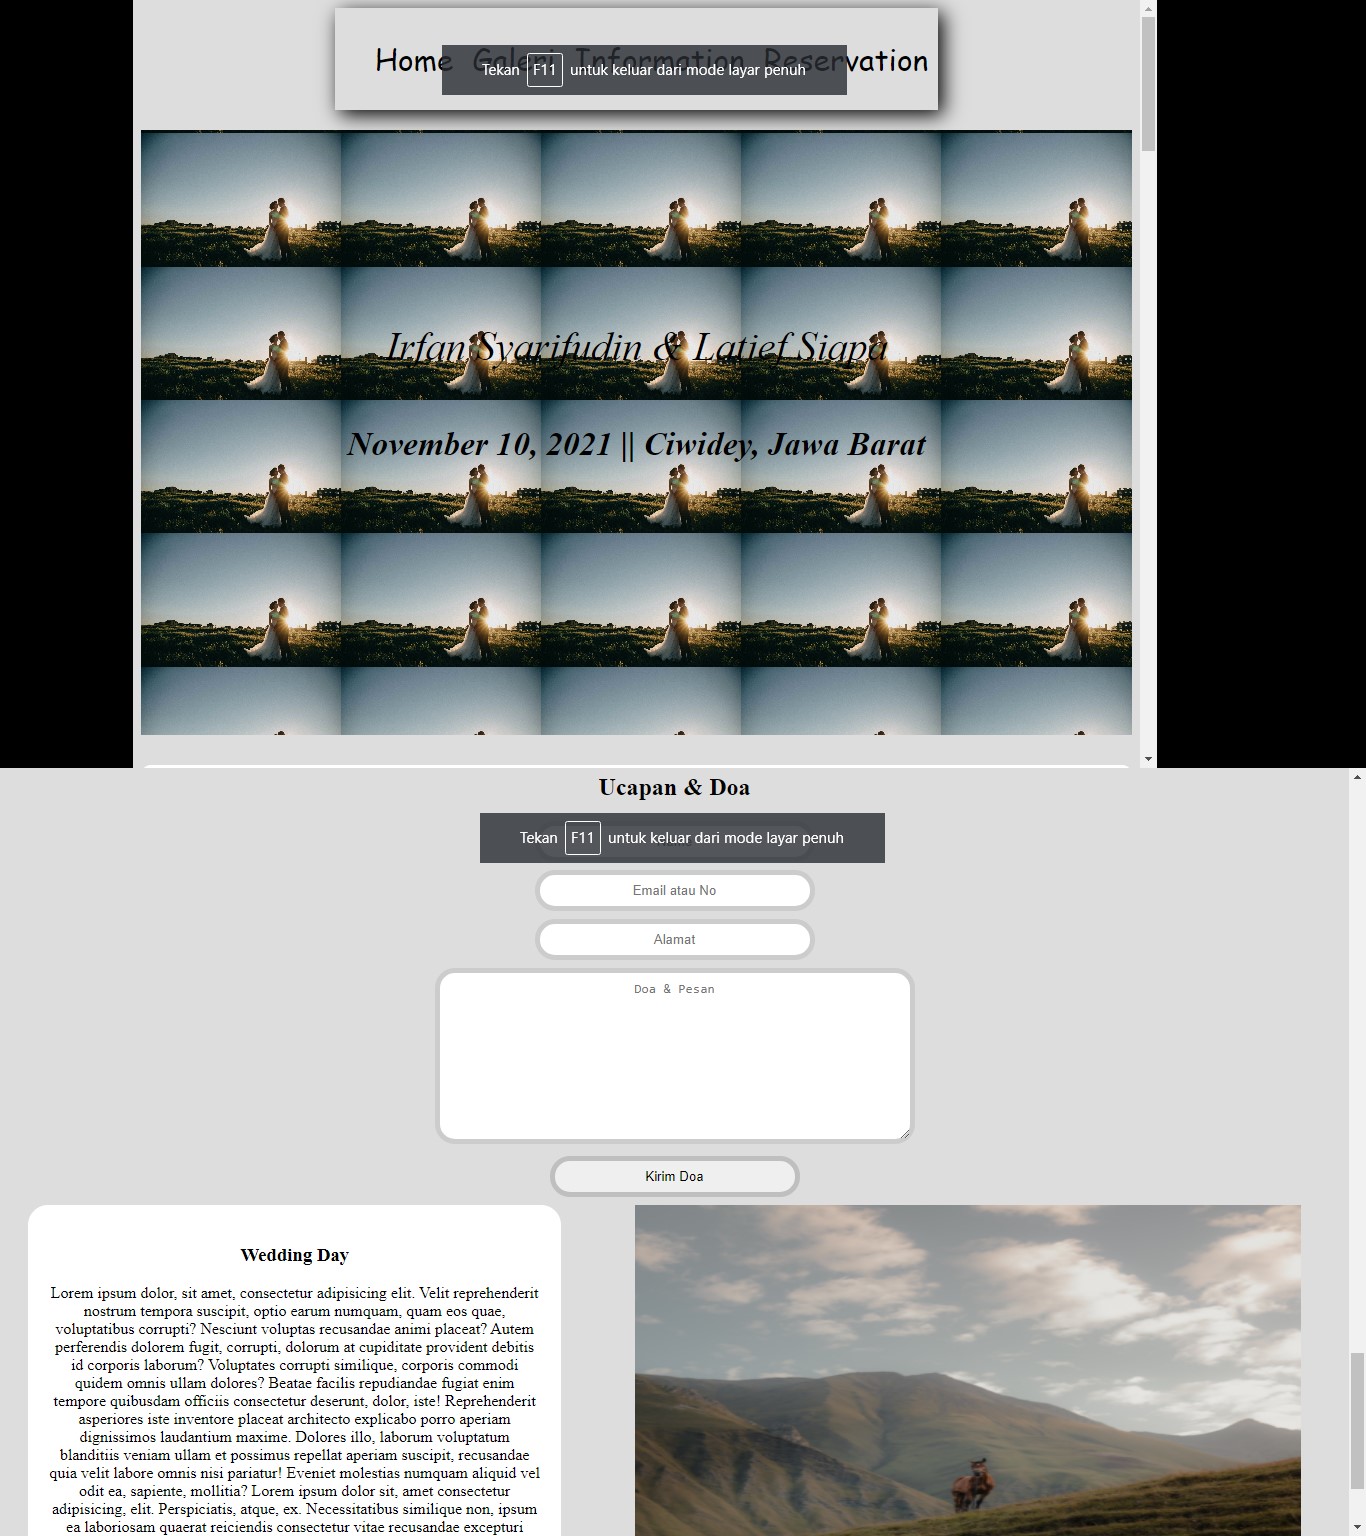 Home Galeri Information Reservation
Tekan F11 untuk keluar dari mode layar penuh
Irfan Syarifudin & Latief Siapa
November 10, 2021 || Ciwidey, Jawa Barat
Ucapan & Doa
Tekan F11 untuk keluar dari mode layar penuh
Email atau No
Alamat
Doa & Pesan
Kirim Doa
Wedding Day
Lorem ipsum dolor, sit amet, consectetur adipisicing elit. Velit reprehenderit
nostrum tempora suscipit, optio earum numquam, quam eos quae,
voluptatibus corrupti? Nesciunt voluptas recusandae animi placeat? Autem
perferendis dolorem fugit, corrupti, dolorum at cupiditate provident debitis
id corporis laborum? Voluptates corrupti similique, corporis commodi
quidem omnis ullam dolores? Beatae facilis repudiandae fugiat enim
tempore quibusdam officiis consectetur deserunt, dolor, iste! Reprehenderit
asperiores iste inventore placeat architecto explicabo porro aperiam
dignissimos laudantium maxime. Dolores illo, laborum voluptatum
blanditiis veniam ullam et possimus repellat aperiam suscipit, recusandae
quia velit labore omnis nisi pariatur! Eveniet molestias numquam aliquid vel
odit ea, sapiente, mollitia? Lorem ipsum dolor sit, amet consectetur
adipisicing, elit. Perspiciatis, atque, ex. Necessitatibus similique non, ipsum
ea laboriosam quaerat reiciendis consectetur vitae recusandae excepturi